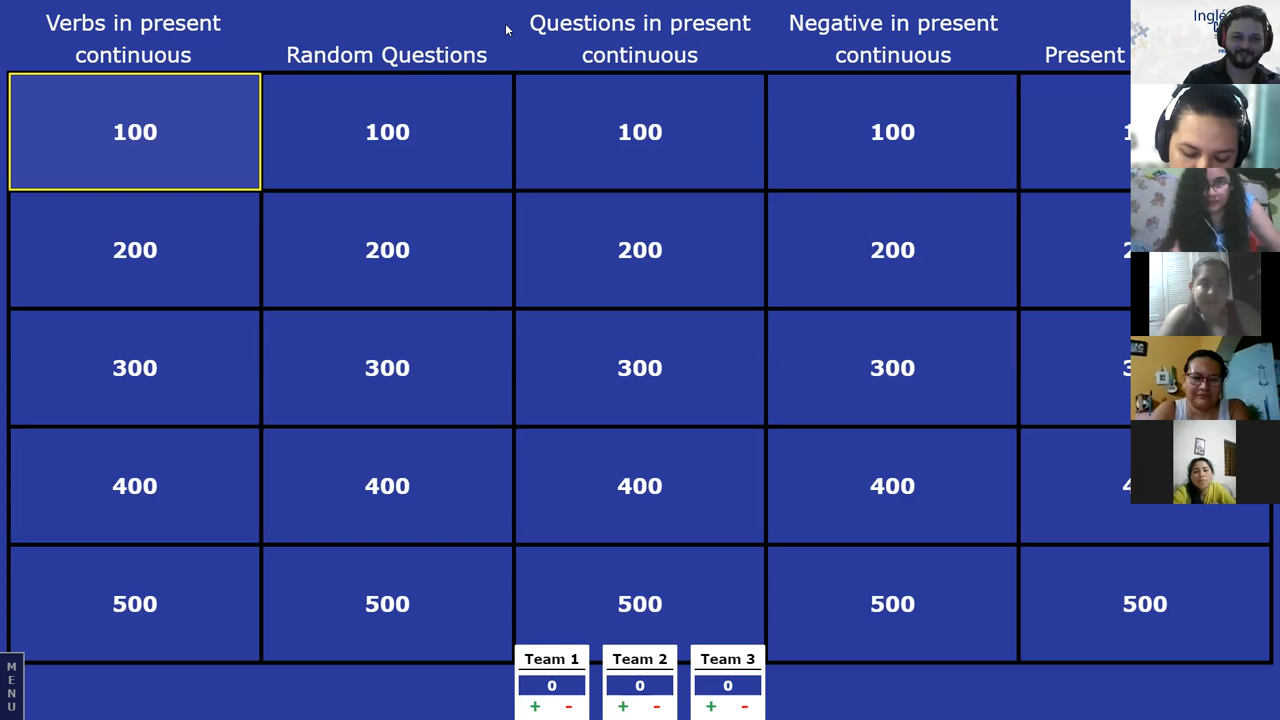 Verbs in present
continuous
Random Questions
Questions in present
continuous
Negative in present
continuous
Present
100
100
100
100
200
200
200
200
300
300
300
300
400
400
400
400
500
500
500
500
500
Team 1
Team 2
Team 3
0
0
0
+ -
+ -
+ -
MENU